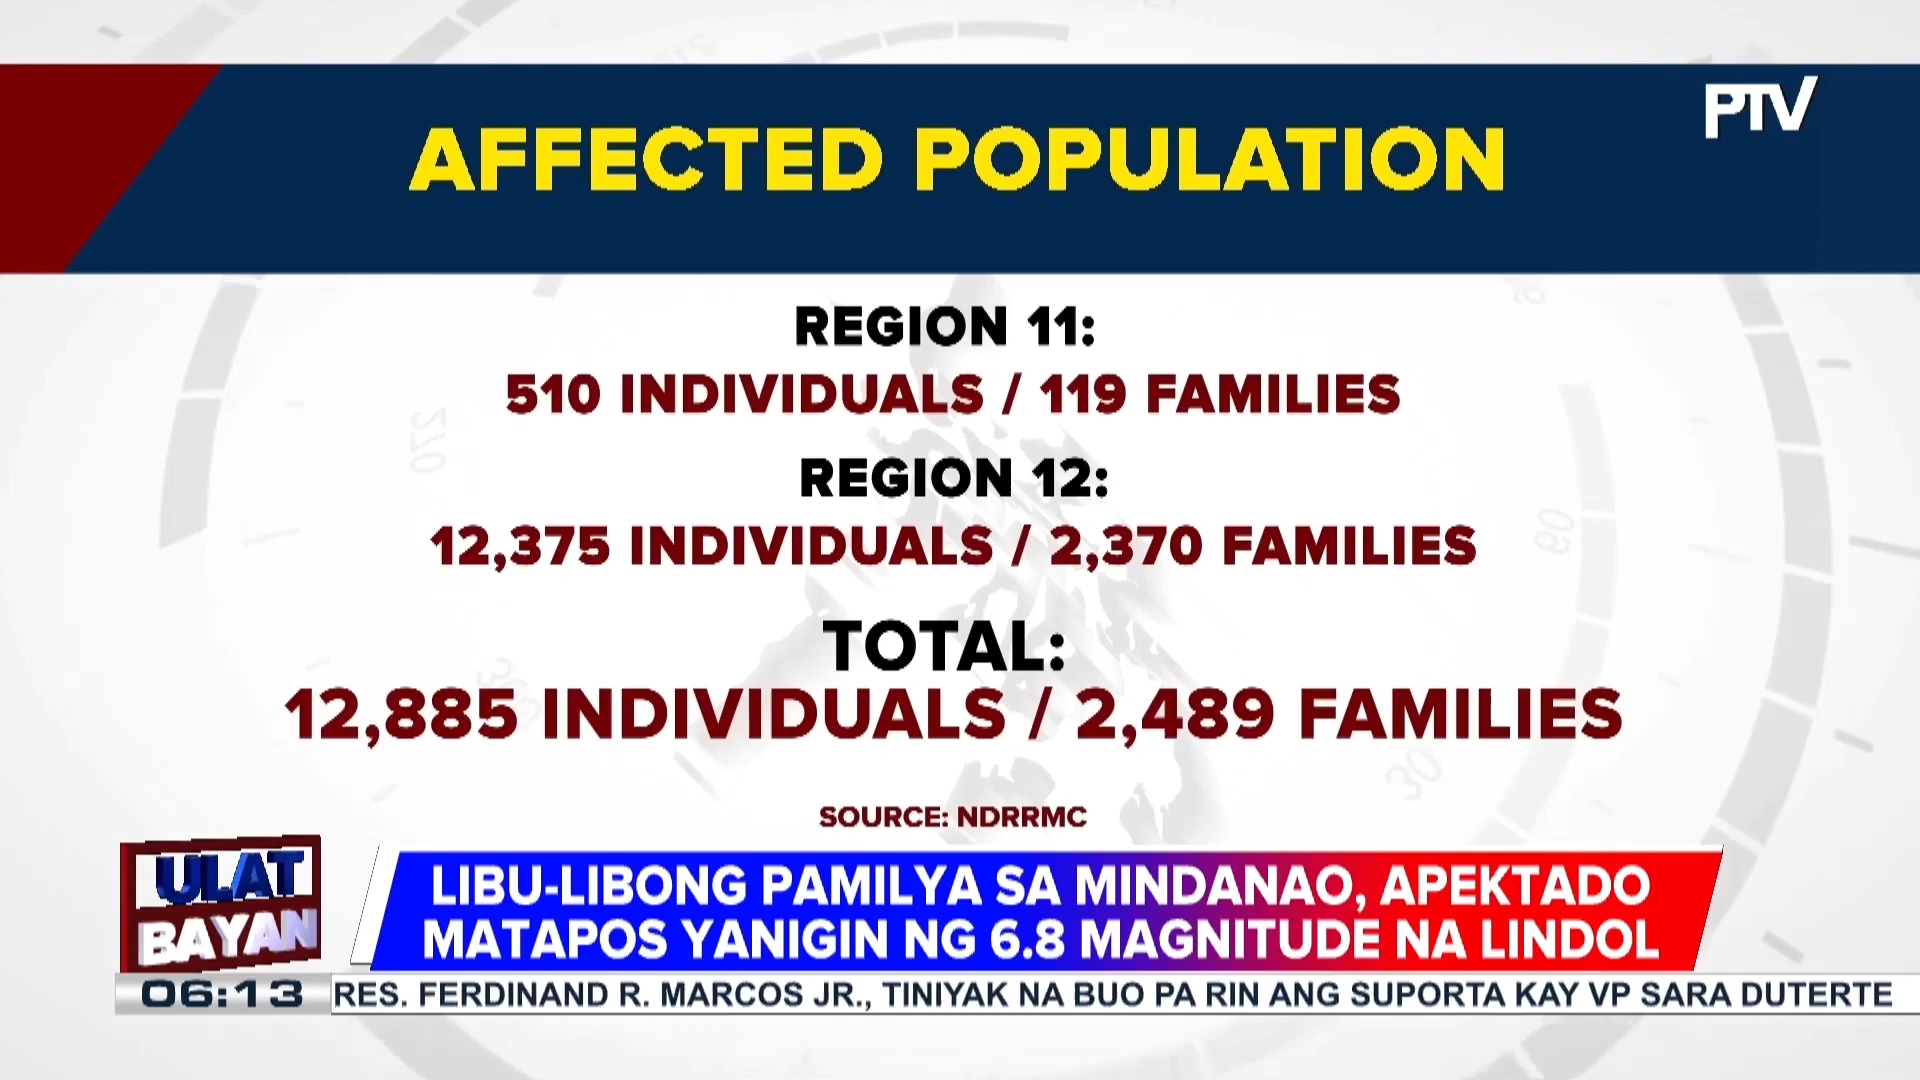 PTV
AFFECTED POPULATION
REGION 11:
510 INDIVIDUALS / 119 FAMILIES
REGION 12:
12,375 INDIVIDUALS / 2,370 FAMILIES
TOTAL:
12,885 INDIVIDUALS / 2,489 FAMILIES
SOURCE: NDRRMC
ULAT
BAYAN
LIBU-LIBONG PAMILYA SA MINDANAO, APEKTADO
MATAPOS YANIGIN NG 6.8 MAGNITUDE NA LINDOL
06:13
RES. FERDINAND R. MARCOS JR., TINIYAK NA BUO PA RIN ANG SUPORTA KAY VP SARA DUTERTE
270
60
30